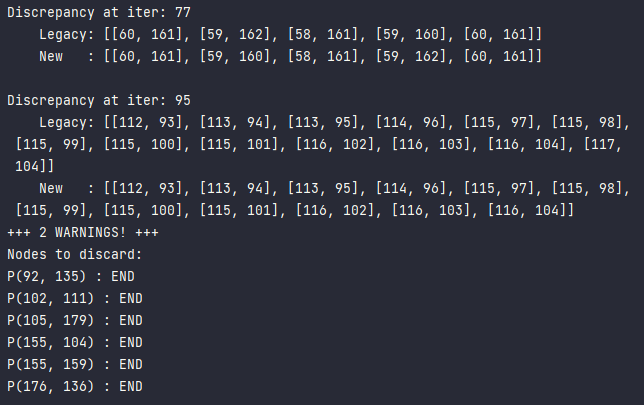 Discrepancy at iter: 77
    Legacy: [[60, 161], [59, 162], [58, 161], [59, 160], [60, 161]]
    New   : [[60, 161], [59, 160], [58, 161], [59, 162], [60, 161]]

Discrepancy at iter: 95
    Legacy: [[112, 93], [113, 94], [113, 95], [114, 96], [115, 97], [115, 98],
 [115, 99], [115, 100], [115, 101], [116, 102], [116, 103], [116, 104], [117,
 104]]
    New   : [[112, 93], [113, 94], [113, 95], [114, 96], [115, 97], [115, 98],
 [115, 99], [115, 100], [115, 101], [116, 102], [116, 103], [116, 104]]
+++ 2 WARNINGS! +++
Nodes to discard:
P(92, 135) : END
P(102, 111) : END
P(105, 179) : END
P(155, 104) : END
P(155, 159) : END
P(176, 136) : END